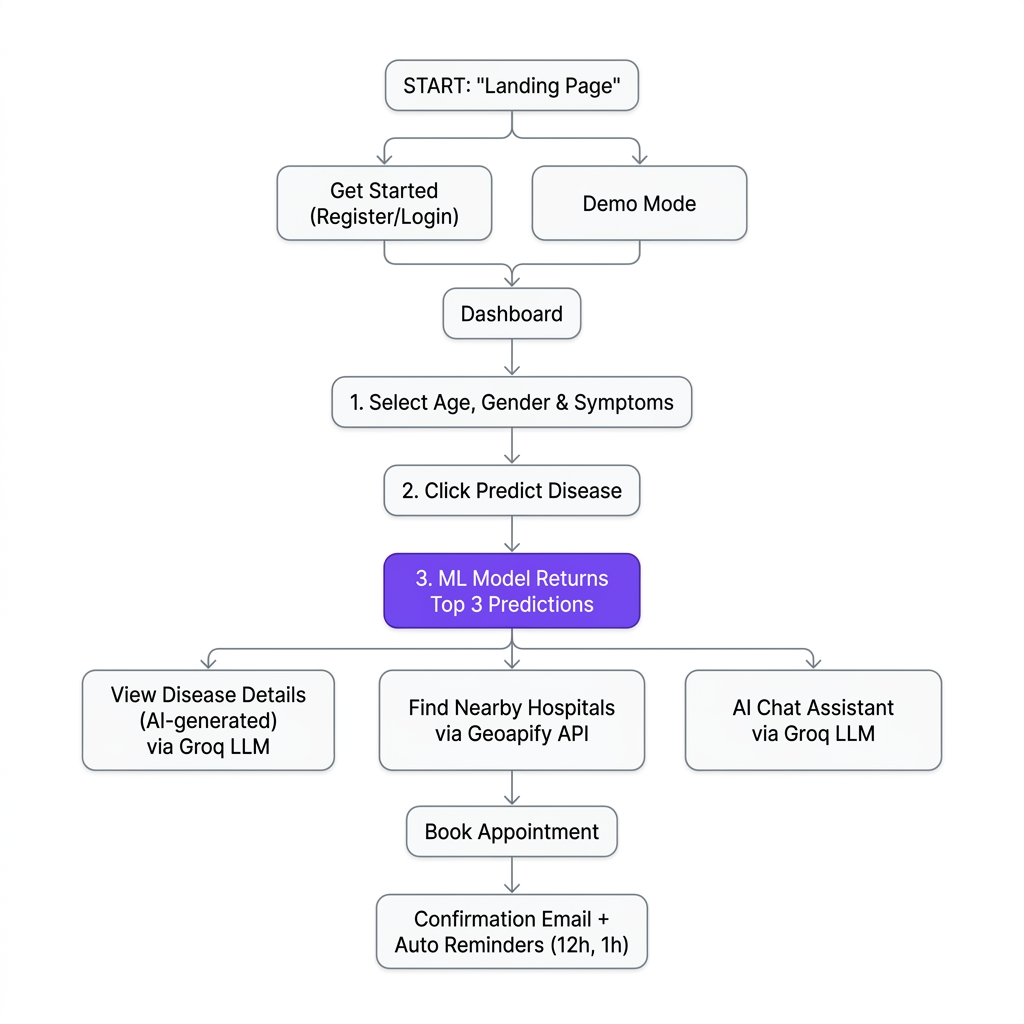 START: "Landing Page"
Get Started
(Register/Login)
Demo Mode
Dashboard
1. Select Age, Gender & Symptoms
2. Click Predict Disease
3. ML Model Returns
Top 3 Predictions
View Disease Details
(AI-generated)
via Groq LLM
Find Nearby Hospitals
via Geoapify API
AI Chat Assistant
via Groq LLM
Book Appointment
Confirmation Email +
Auto Reminders (12h, 1h)